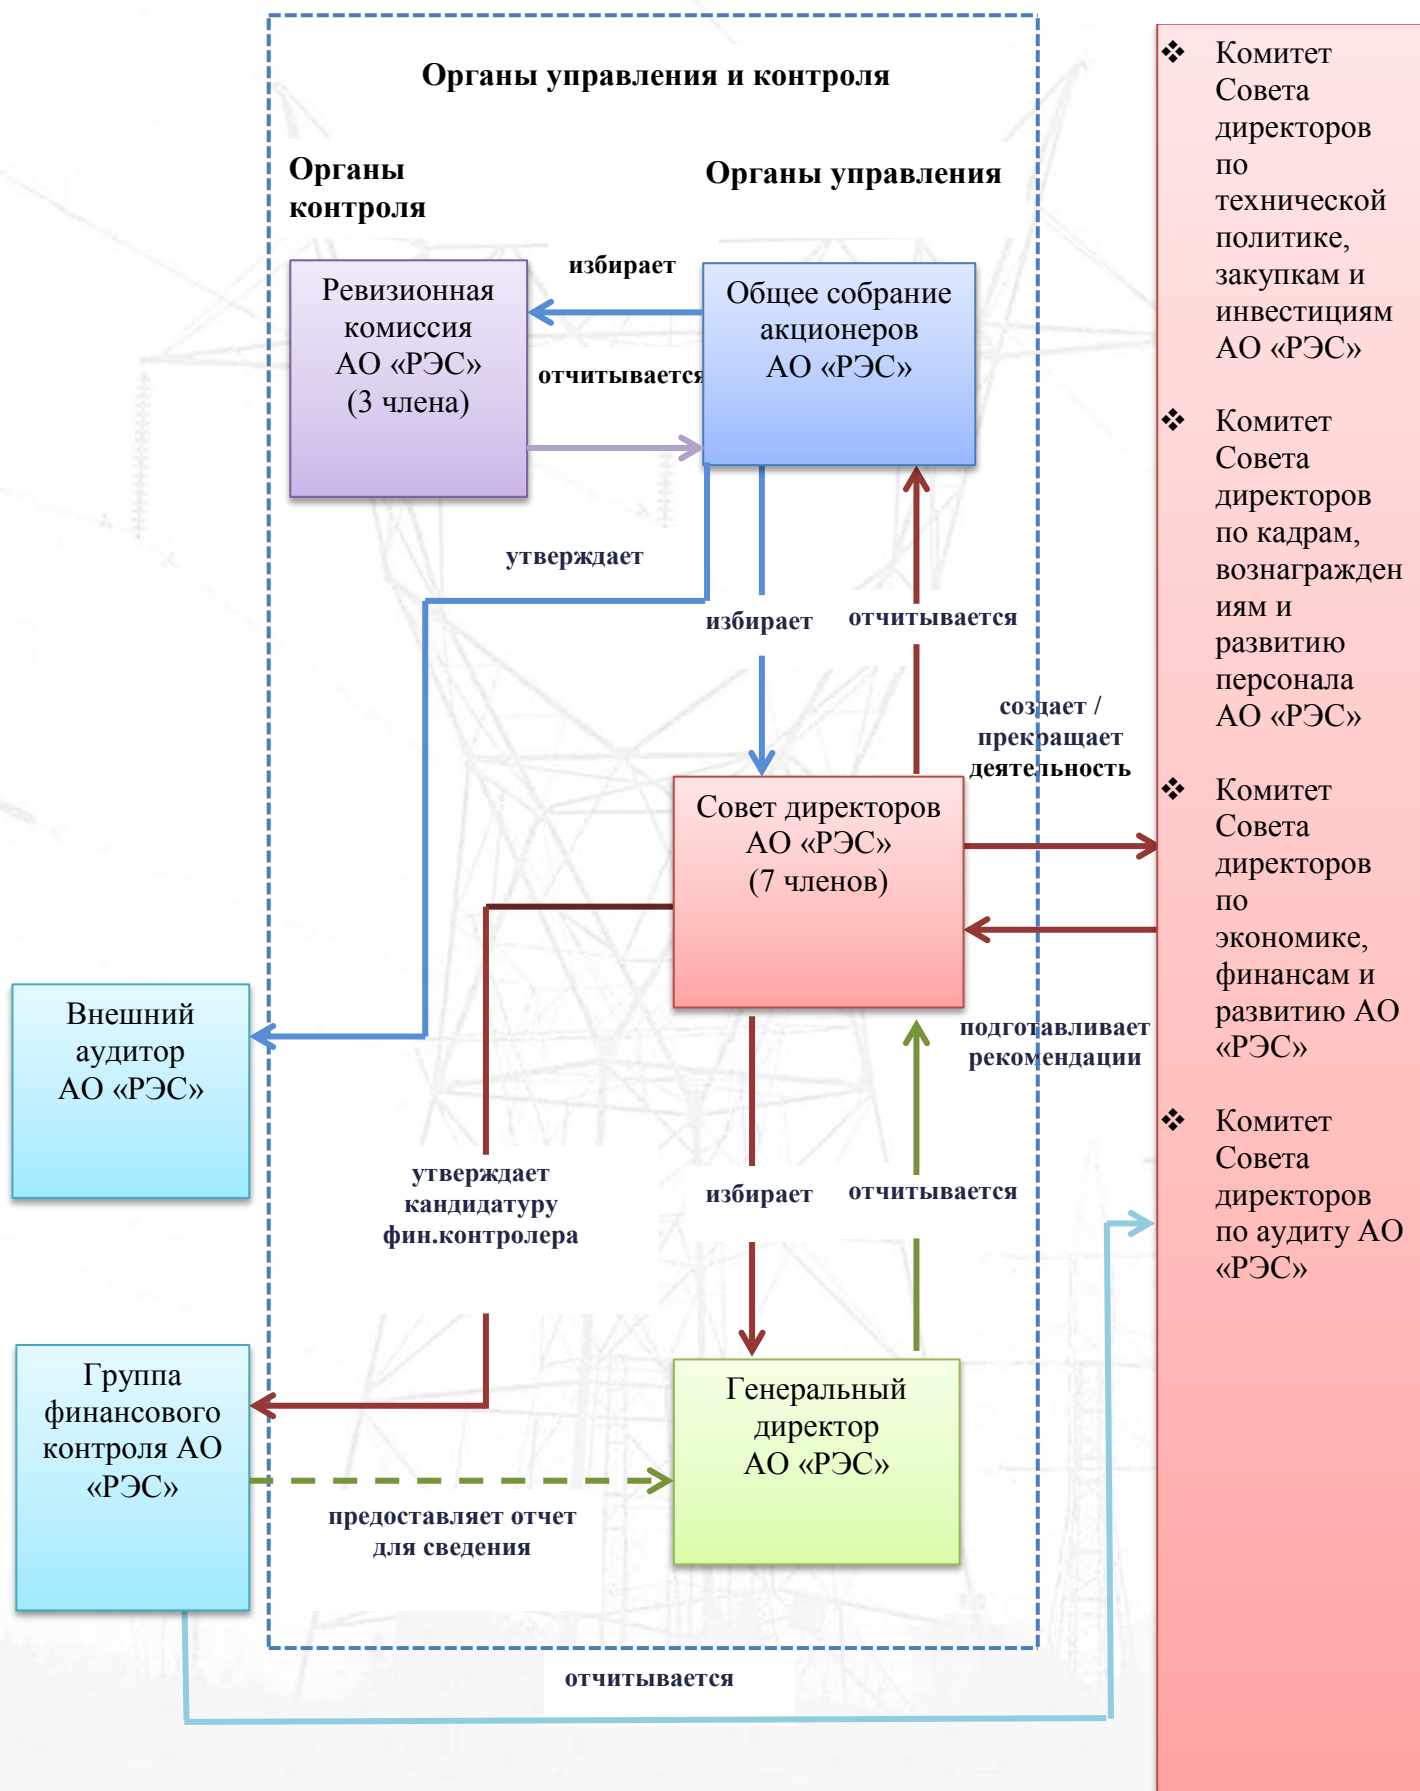 Органы управления и контроля
Органы
контроля
Органы управления
Ревизионная
комиссия
АО «РЭС»
(3 члена)
избирает
отчитывается
Общее собрание
акционеров
АО «РЭС»
утверждает
избирает
отчитывается
создает /
прекращает
деятельность
Совет директоров
АО «РЭС»
(7 членов)
подготавливает
рекомендации
Внешний
аудитор
АО «РЭС»
утверждает
кандидатуру
фин.контролера
избирает
отчитывается
Группа
финансового
контроля АО
«РЭС»
предоставляет отчет
для сведения
Генеральный
директор
АО «РЭС»
отчитывается
❖ Комитет
Совета
директоров
по
технической
политике,
закупкам и
инвестициям
АО «РЭС»
❖ Комитет
Совета
директоров
по кадрам,
вознагражден
иям и
развитию
персонала
АО «РЭС»
❖ Комитет
Совета
директоров
по
экономике,
финансам и
развитию АО
«РЭС»
❖ Комитет
Совета
директоров
по аудиту АО
«РЭС»